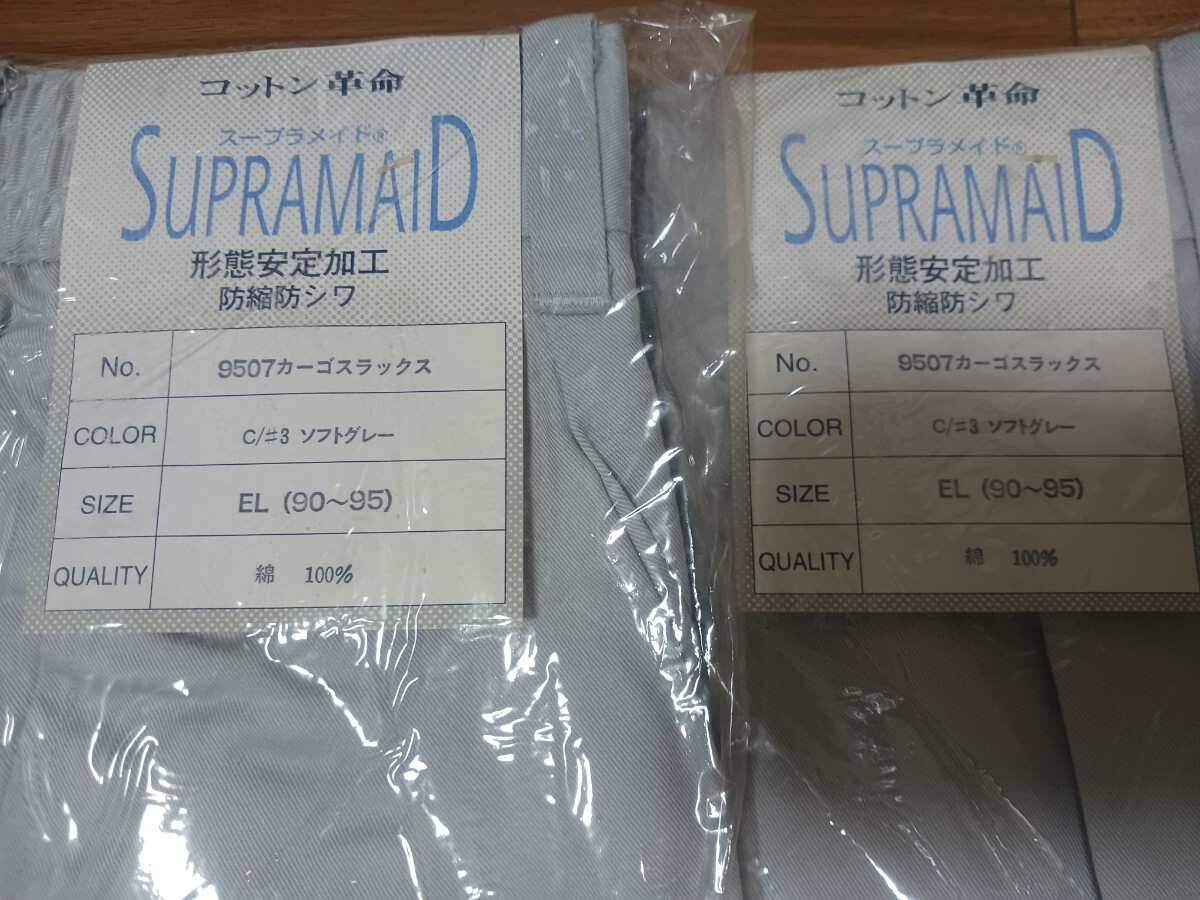 コットン革命
スープラメイド®
SUPRAMAID
形態安定加工
防縮防シワ
No. 9507カーゴスラックス
COLOR C/#3 ソフトグレー
SIZE EL (90〜95)
QUALITY 綿 100%
コットン革命
スープラメイド®
SUPRAMAID
形態安定加工
防縮防シワ
No. 9507カーゴスラックス
COLOR C/#3 ソフトグレー
SIZE EL (90〜95)
QUALITY 綿 100%